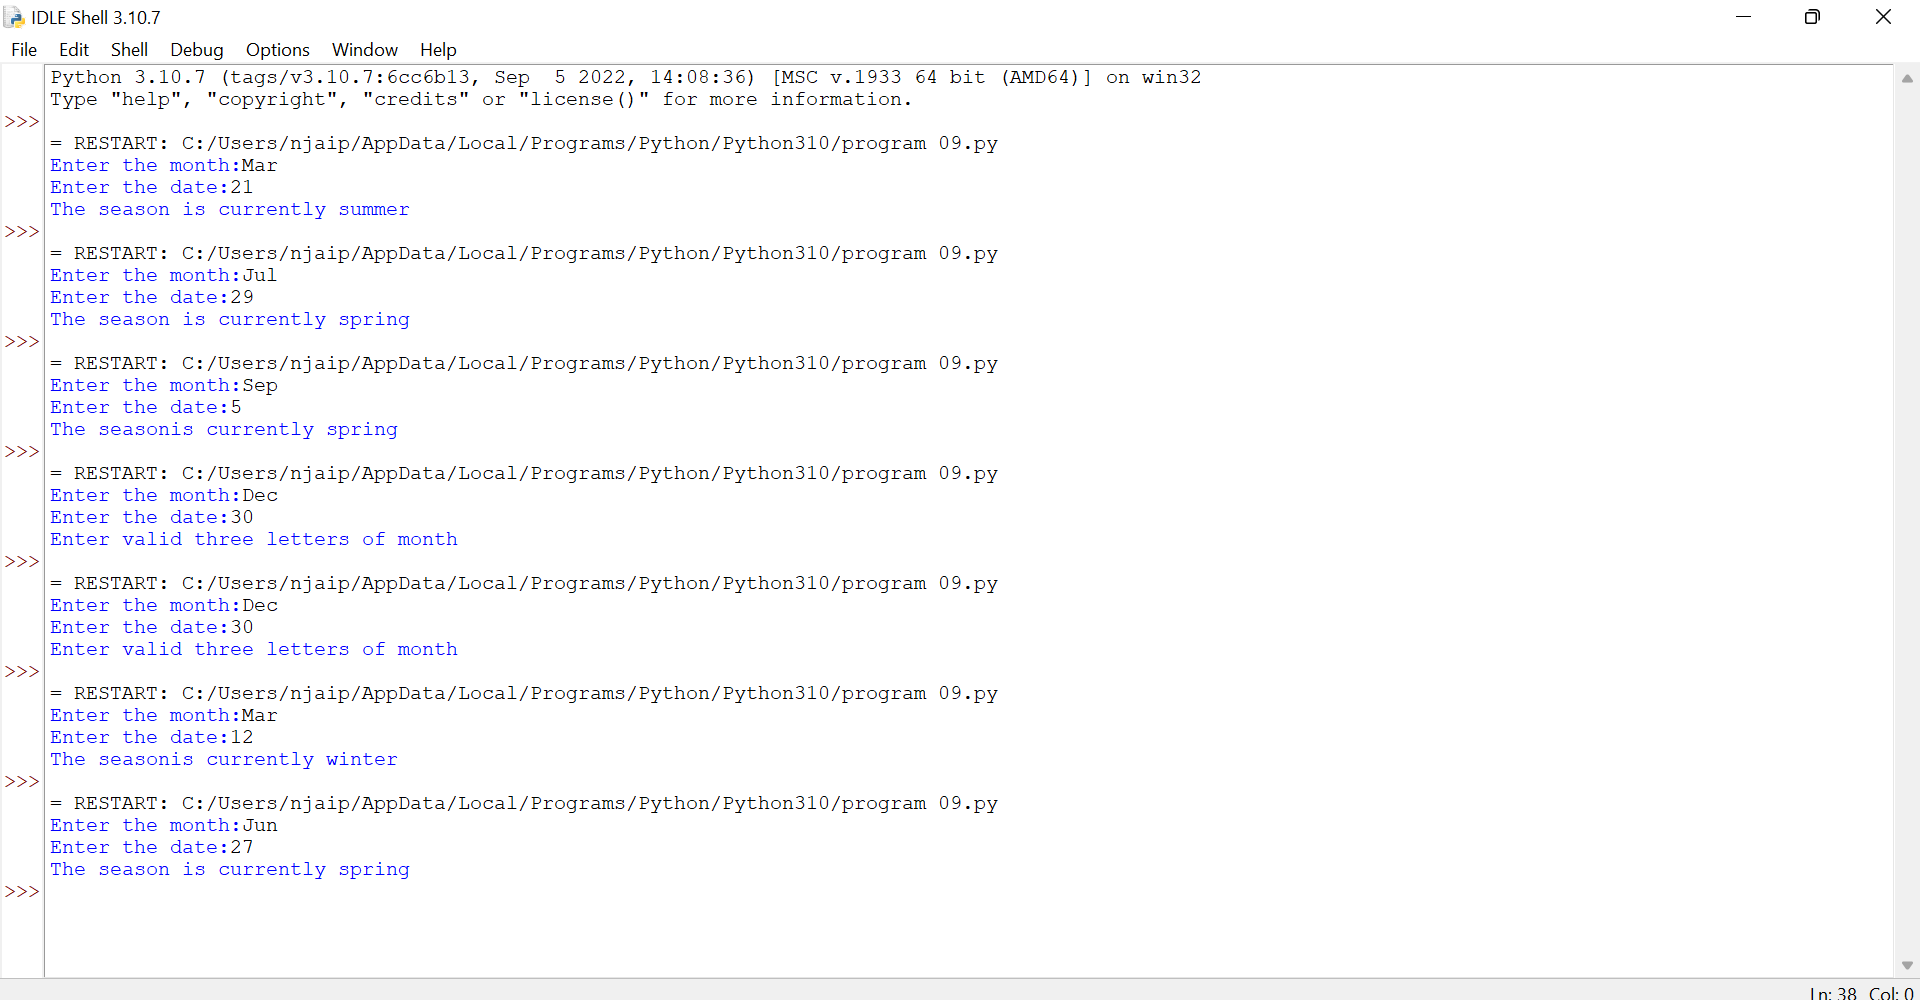 IDLE Shell 3.10.7
File Edit Shell Debug Options Window Help
Python 3.10.7 (tags/v3.10.7:6cc6b13, Sep  5 2022, 14:08:36) [MSC v.1933 64 bit (AMD64)] on win32
Type "help", "copyright", "credits" or "license()" for more information.
>>>
= RESTART: C:/Users/njaip/AppData/Local/Programs/Python/Python310/program 09.py
Enter the month:Mar
Enter the date:21
The season is currently summer
>>>
= RESTART: C:/Users/njaip/AppData/Local/Programs/Python/Python310/program 09.py
Enter the month:Jul
Enter the date:29
The season is currently spring
>>>
= RESTART: C:/Users/njaip/AppData/Local/Programs/Python/Python310/program 09.py
Enter the month:Sep
Enter the date:5
The seasonis currently spring
>>>
= RESTART: C:/Users/njaip/AppData/Local/Programs/Python/Python310/program 09.py
Enter the month:Dec
Enter the date:30
Enter valid three letters of month
>>>
= RESTART: C:/Users/njaip/AppData/Local/Programs/Python/Python310/program 09.py
Enter the month:Dec
Enter the date:30
Enter valid three letters of month
>>>
= RESTART: C:/Users/njaip/AppData/Local/Programs/Python/Python310/program 09.py
Enter the month:Mar
Enter the date:12
The seasonis currently winter
>>>
= RESTART: C:/Users/njaip/AppData/Local/Programs/Python/Python310/program 09.py
Enter the month:Jun
Enter the date:27
The season is currently spring
>>>
Ln: 38 Col: 0